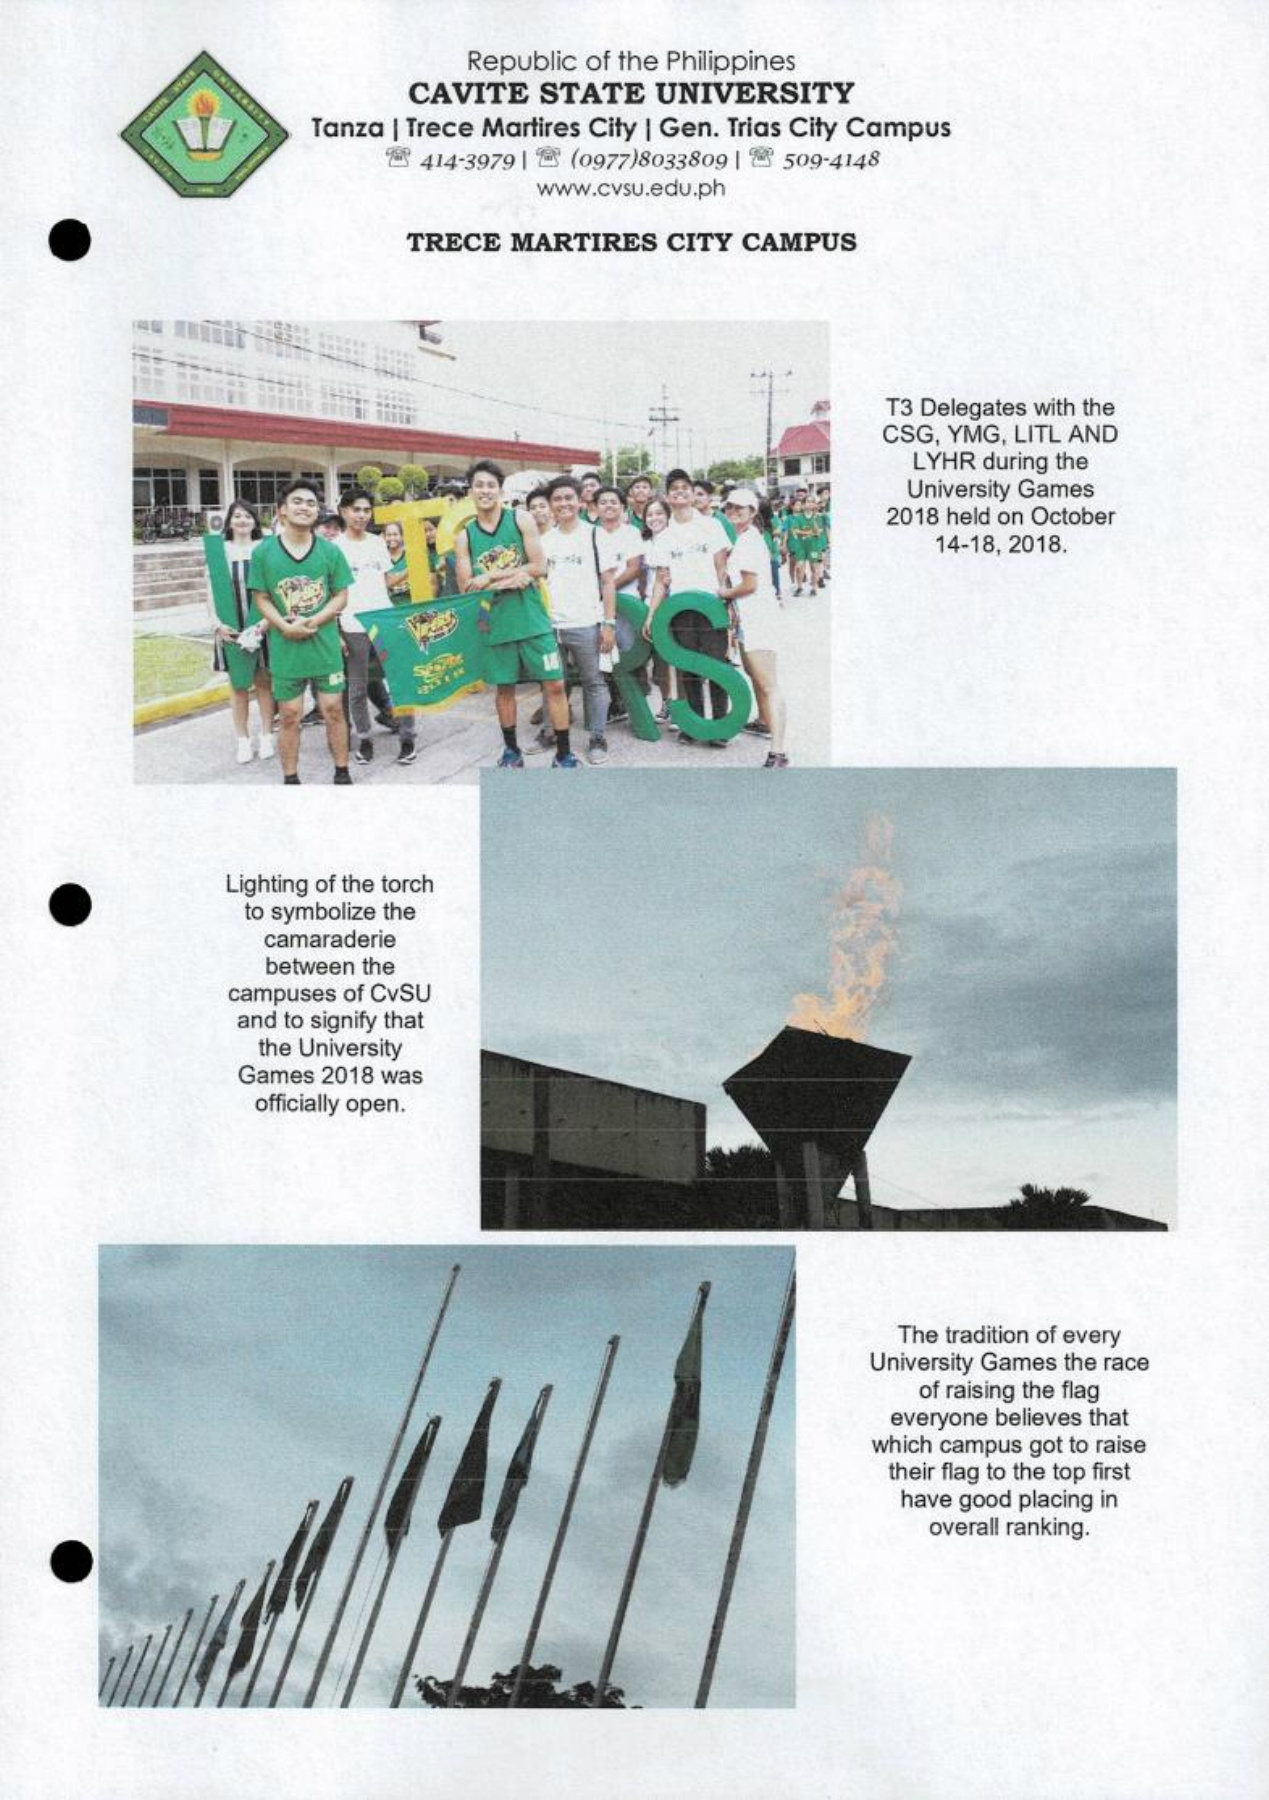 Republic of the Philippines
CAVITE STATE UNIVERSITY
Tanza | Trece Martires City | Gen. Trias City Campus
☏ 414-3979 | ☏ (0977)8033809 | ☏ 509-4148
www.cvsu.edu.ph
TRECE MARTIRES CITY CAMPUS
T3 Delegates with the
CSG, YMG, LITL AND
LYHR during the
University Games
2018 held on October
14-18, 2018.
Lighting of the torch
to symbolize the
camaraderie
between the
campuses of CvSU
and to signify that
the University
Games 2018 was
officially open.
The tradition of every
University Games the race
of raising the flag
everyone believes that
which campus got to raise
their flag to the top first
have good placing in
overall ranking.